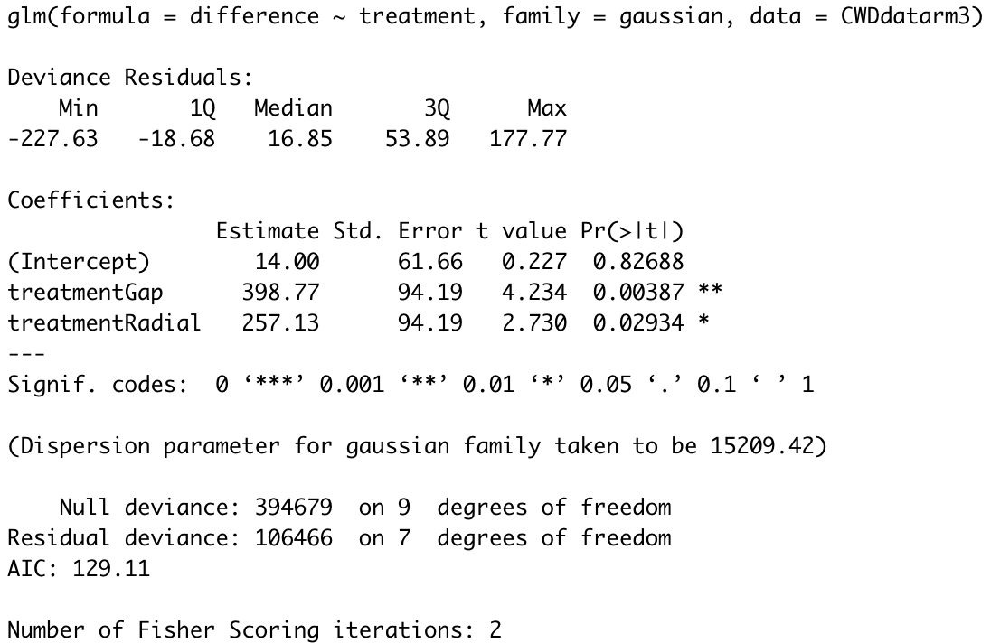 glm(formula = difference ~ treatment, family = gaussian, data = CWDdatarm3)
Deviance Residuals:
Min 1Q Median 3Q Max
-227.63 -18.68 16.85 53.89 177.77
Coefficients:
Estimate Std. Error t value Pr(>|t|)
(Intercept) 14.00 61.66 0.227 0.82688
treatmentGap 398.77 94.19 4.234 0.00387 **
treatmentRadial 257.13 94.19 2.730 0.02934 *
---
Signif. codes: 0 ‘***’ 0.001 ‘**’ 0.01 ‘*’ 0.05 ‘.’ 0.1 ‘ ’ 1
(Dispersion parameter for gaussian family taken to be 15209.42)
Null deviance: 394679 on 9 degrees of freedom
Residual deviance: 106466 on 7 degrees of freedom
AIC: 129.11
Number of Fisher Scoring iterations: 2